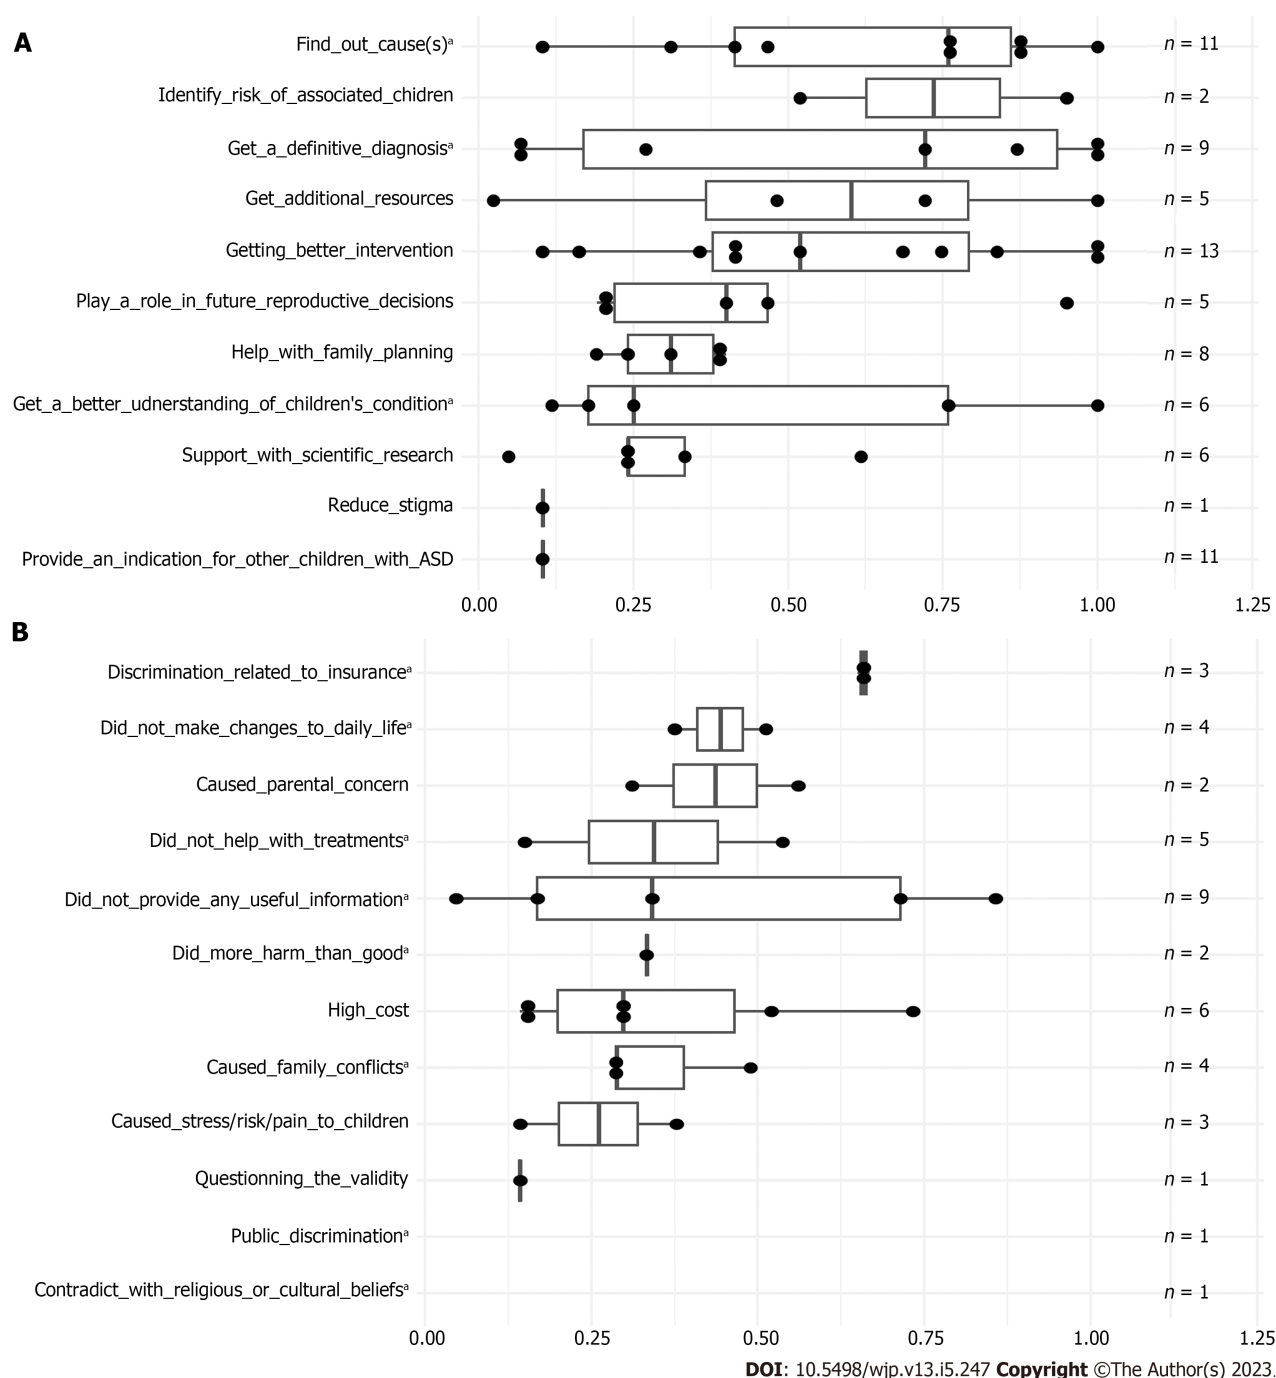 A
Find_out_cause(s)ª n = 11
Identify_risk_of_associated_chidren n = 2
Get_a_definitive_diagnosisª n = 9
Get_additional_resources n = 5
Getting_better_intervention n = 13
Play_a_role_in_future_reproductive_decisions n = 5
Help_with_family_planning n = 8
Get_a_better_udnerstanding_of_children's_conditionª n = 6
Support_with_scientific_research n = 6
Reduce_stigma n = 1
Provide_an_indication_for_other_children_with_ASD n = 11
0.00 0.25 0.50 0.75 1.00 1.25
B
Discrimination_related_to_insuranceª n = 3
Did_not_make_changes_to_daily_lifeª n = 4
Caused_parental_concern n = 2
Did_not_help_with_treatmentsª n = 5
Did_not_provide_any_useful_informationª n = 9
Did_more_harm_than_goodª n = 2
High_cost n = 6
Caused_family_conflictsª n = 4
Caused_stress/risk/pain_to_children n = 3
Questionning_the_validity n = 1
Public_discriminationª n = 1
Contradict_with_religious_or_cultural_beliefsª n = 1
0.00 0.25 0.50 0.75 1.00 1.25
DOI: 10.5498/wjp.v13.i5.247 Copyright ©The Author(s) 2023.